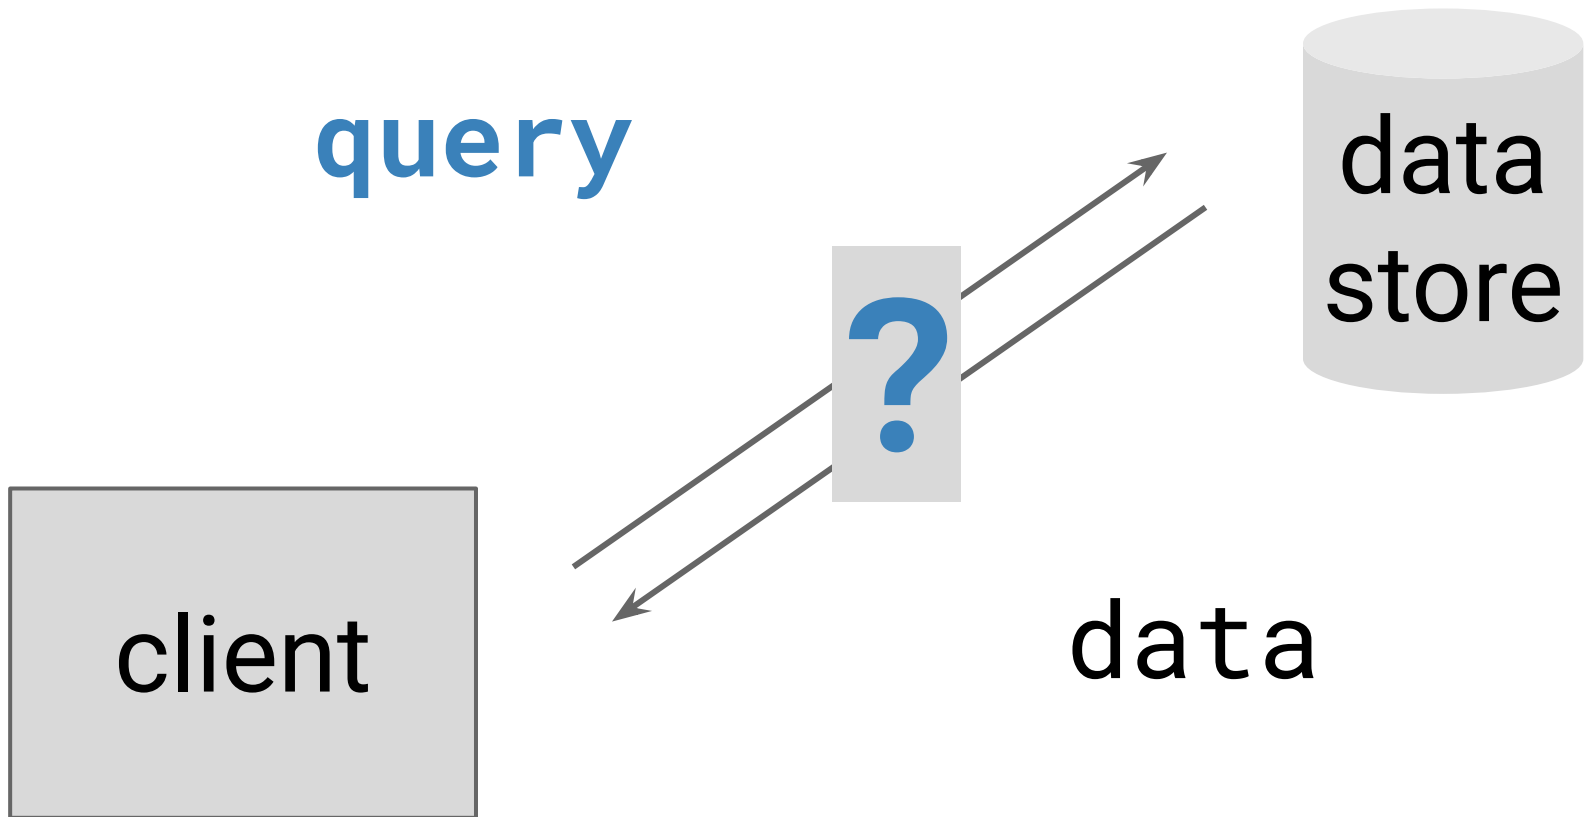 query
data
store
?
client
data